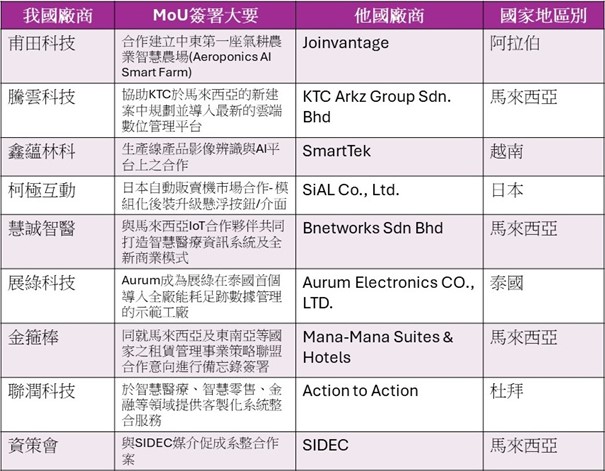 我國廠商 MoU簽署大要 他國廠商 國家地區別
甫田科技 合作建立中東第一座氣耕農 Joinvantage 阿拉伯
業智慧農場(Aeroponics AI
Smart Farm)
騰雲科技 協助KTC於馬來西亞的新建 KTC Arkz Group Sdn. 馬來西亞
案中規劃並導入最新的雲端 Bhd
數位管理平台
鑫蘊林科 生產線產品影像辨識與AI平 SmartTek 越南
台上之合作
柯極互動 日本自動販賣機市場合作-模 SiAL Co., Ltd. 日本
組化後裝升級懸浮按鈕/介面
慧誠智醫 與馬來西亞IoT合作夥伴共同 Bnetworks Sdn Bhd 馬來西亞
打造智慧醫療資訊系統及全
新商業模式
展綠科技 Aurum成為展綠在泰國首個 Aurum Electronics CO., 泰國
導入全廠能耗足跡數據管理 LTD.
的示範工廠
金箍棒 同就馬來西亞及東南亞等國 Mana-Mana Suites & 馬來西亞
家之租賃管理事業策略聯盟 Hotels
合作意向進行備忘錄簽署
聯潤科技 於智慧醫療、智慧零售、金 Action to Action 杜拜
融等領域提供客製化系統整
合服務
資策會 與SIDEC媒介促成系整合作 SIDEC 馬來西亞
案